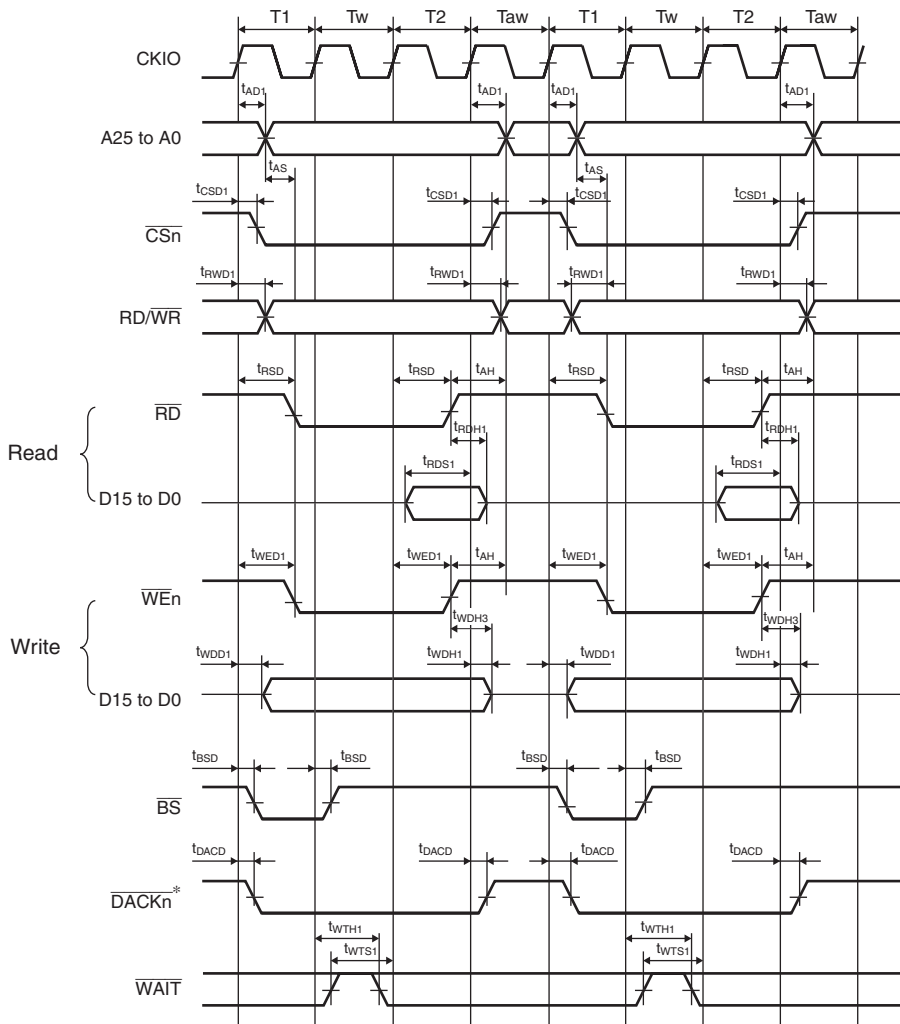 T1 Tw T2 Taw T1 Tw T2 Taw
CKIO
tAD1 tAD1 tAD1 tAD1
A25 to A0
tAS tAS
tCSD1 tCSD1 tCSD1 tCSD1
CSn
tRWD1 tRWD1 tRWD1 tRWD1
RD/WR
tRSD tRSD tAH tRSD tRSD tAH
RD
tRDH1 tRDH1
Read
tRDS1 tRDS1
D15 to D0
tWED1 tWED1 tAH tWED1 tWED1 tAH
WEn
tWDH3 tWDH3
Write
tWDD1 tWDH1 tWDD1 tWDH1
D15 to D0
tBSD tBSD tBSD tBSD
BS
tDACD tDACD tDACD tDACD
DACKn*
tWTH1 tWTH1
tWTS1 tWTS1
WAIT